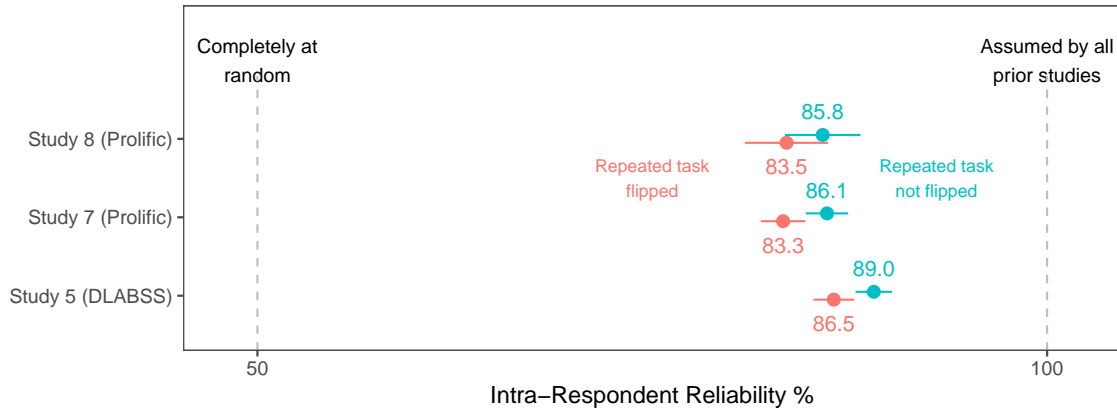 Completely at
random
Assumed by all
prior studies
Study 8 (Prolific)
85.8
83.5
Repeated task
flipped
Repeated task
not flipped
Study 7 (Prolific)
86.1
83.3
Study 5 (DLABSS)
89.0
86.5
50
100
Intra−Respondent Reliability %